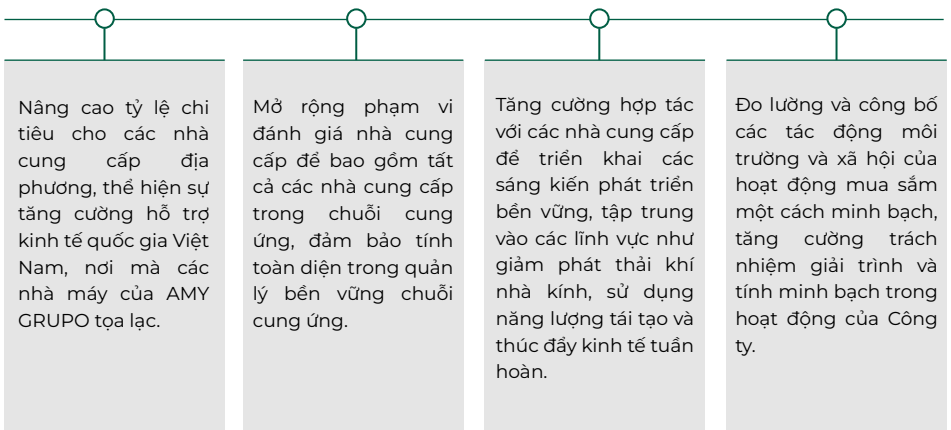 Nâng cao tỷ lệ chi
tiêu cho các nhà
cung cấp địa
phương, thể hiện sự
tăng cường hỗ trợ
kinh tế quốc gia Việt
Nam, nơi mà các
nhà máy của AMY
GRUPO tọa lạc.
Mở rộng phạm vi
đánh giá nhà cung
cấp để bao gồm tất
cả các nhà cung cấp
trong chuỗi cung
ứng, đảm bảo tính
toàn diện trong quản
lý bền vững chuỗi
cung ứng.
Tăng cường hợp tác
với các nhà cung cấp
để triển khai các
sáng kiến phát triển
bền vững, tập trung
vào các lĩnh vực như
giảm phát thải khí
nhà kính, sử dụng
năng lượng tái tạo và
thúc đẩy kinh tế tuần
hoàn.
Đo lường và công bố
các tác động môi
trường và xã hội của
hoạt động mua sắm
một cách minh bạch,
tăng cường trách
nhiệm giải trình và
tính minh bạch trong
hoạt động của Công
ty.